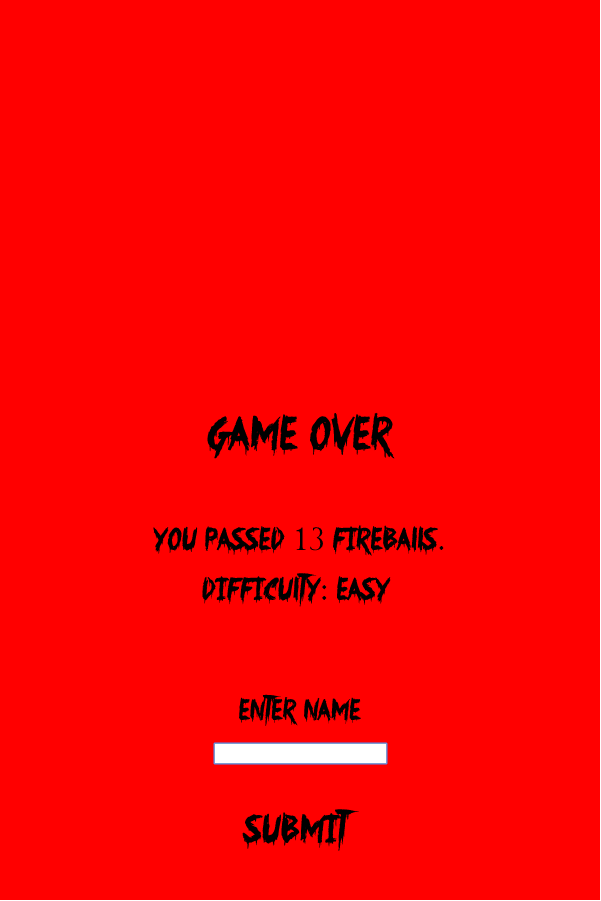 GAME OVER
YOU PASSED 13 FIREBAllS.
DIFFICUlTY: EASY
ENTER NAME
SUBMIT